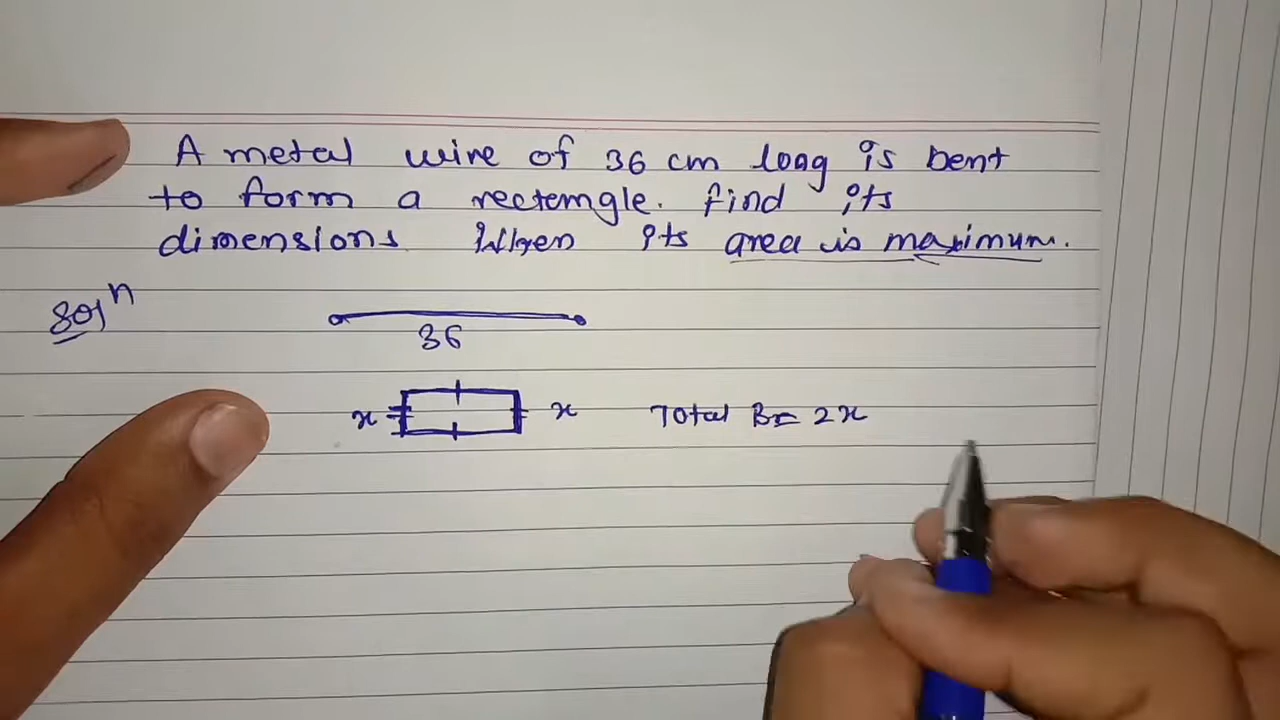 A metal wire of 36 cm long is bent
to form a rectemgle. find its
dimensions. When its area is maximum.
Solⁿ
36
x x Total B= 2x